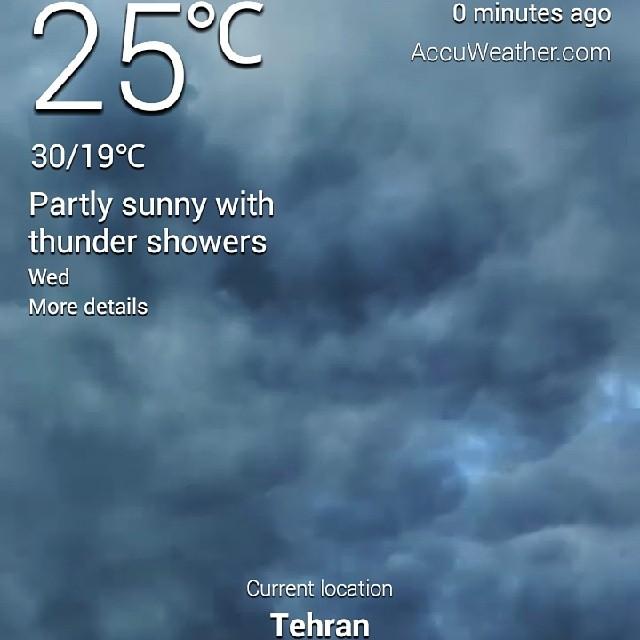 25°C
0 minutes ago
AccuWeather.com
30/19°C
Partly sunny with
thunder showers
Wed
More details
Current location
Tehran